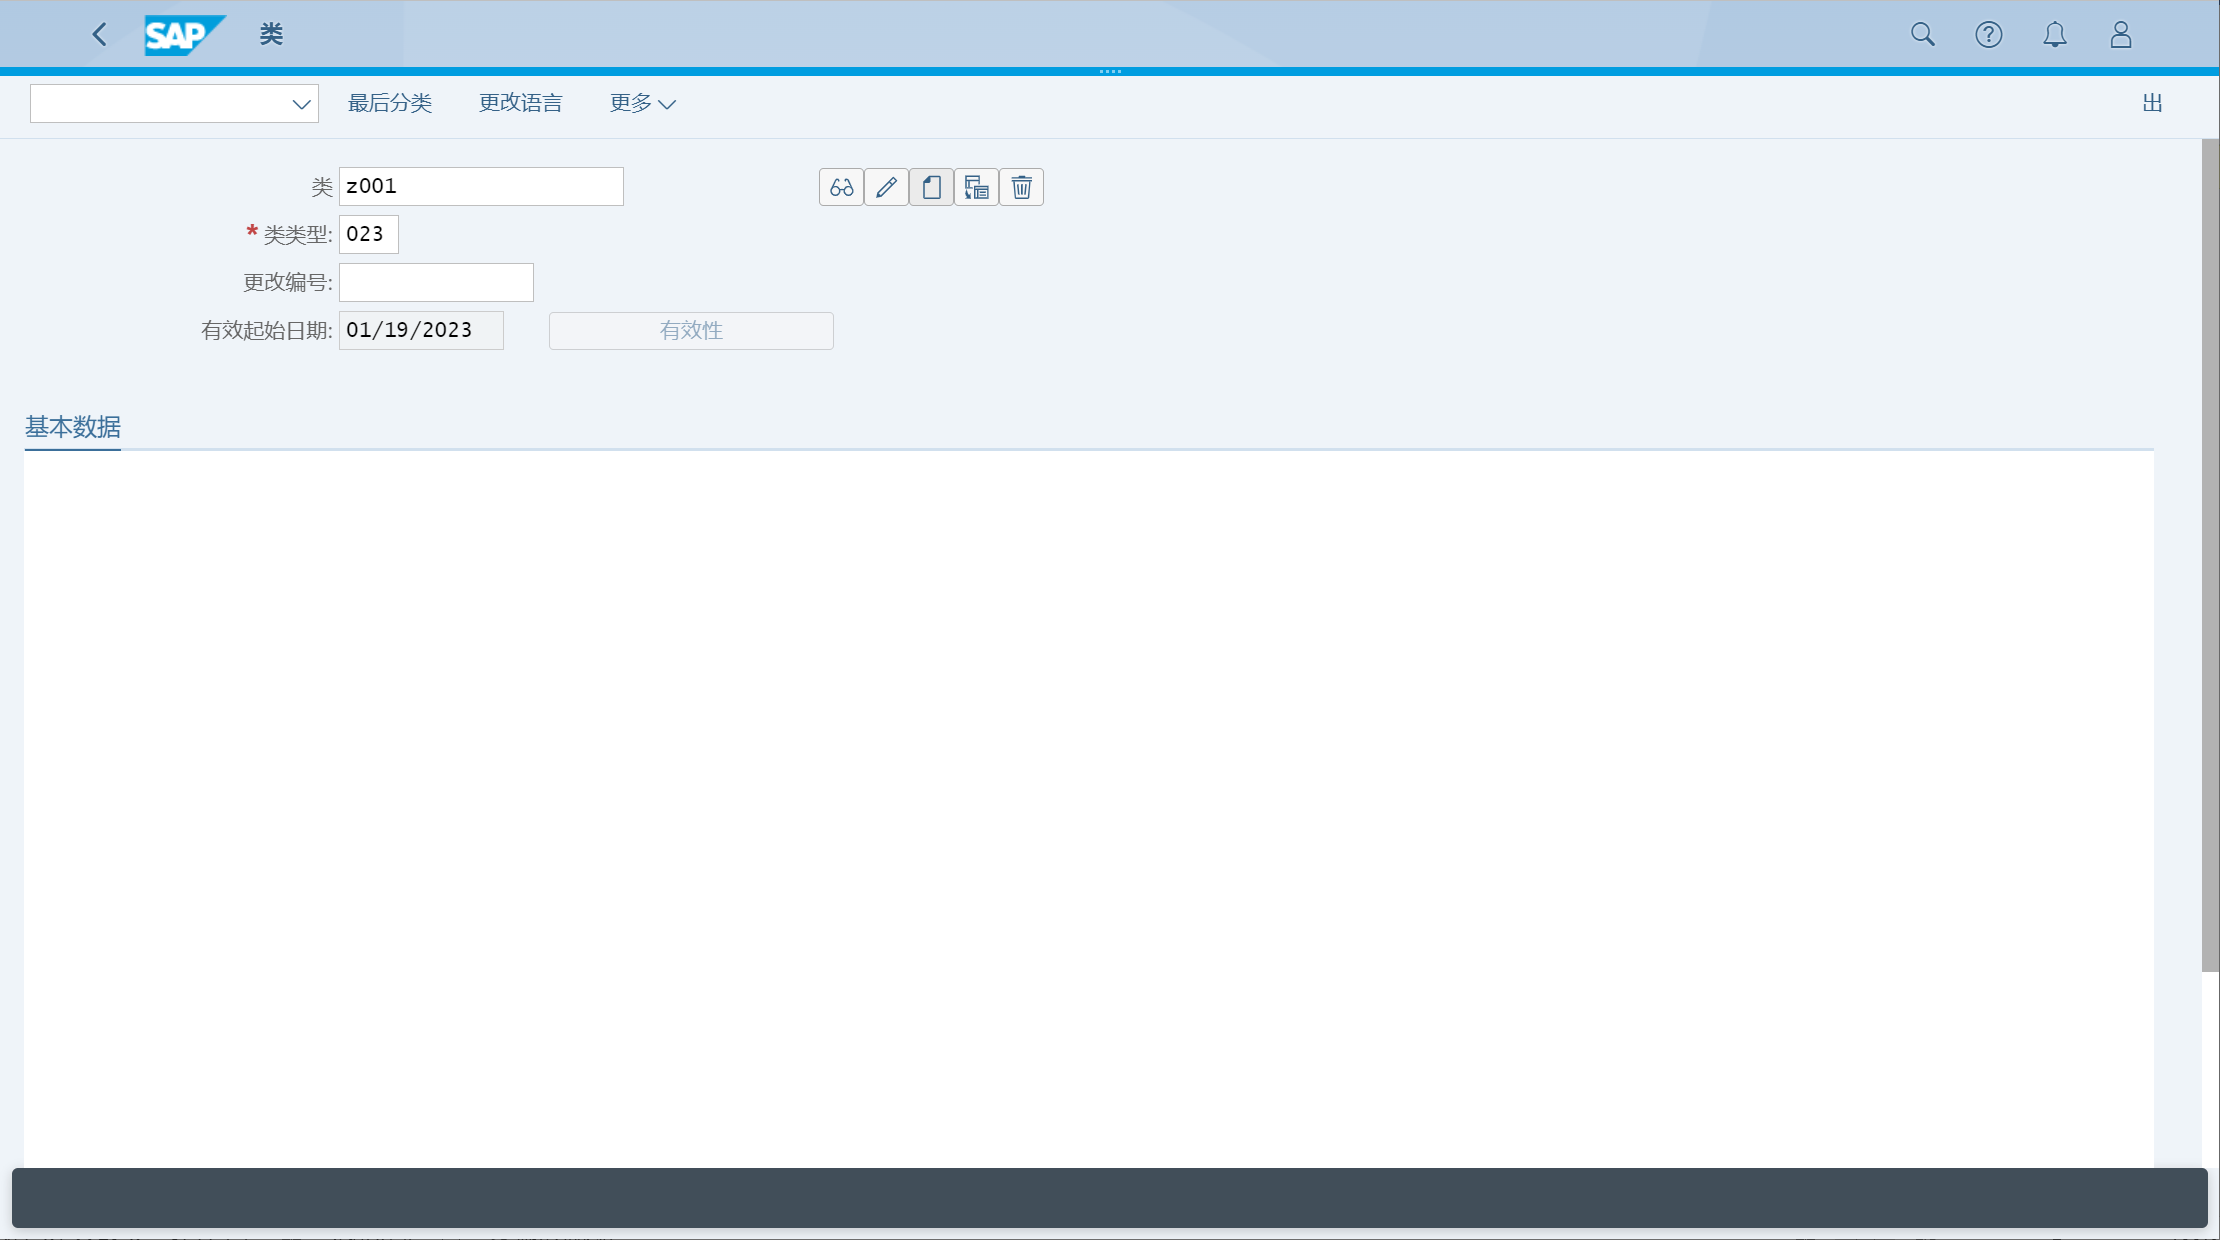 SAP 类
最后分类 更改语言 更多 出
类 z001
* 类类型: 023
更改编号:
有效起始日期: 01/19/2023 有效性
基本数据